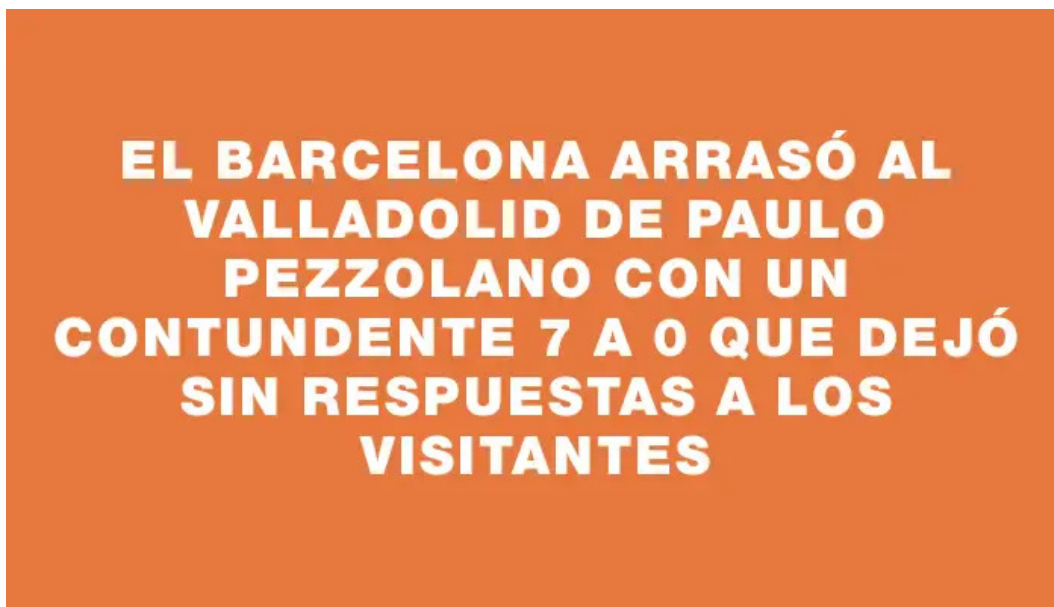 EL BARCELONA ARRASÓ AL
VALLADOLID DE PAULO
PEZZOLANO CON UN
CONTUNDENTE 7 A 0 QUE DEJÓ
SIN RESPUESTAS A LOS
VISITANTES